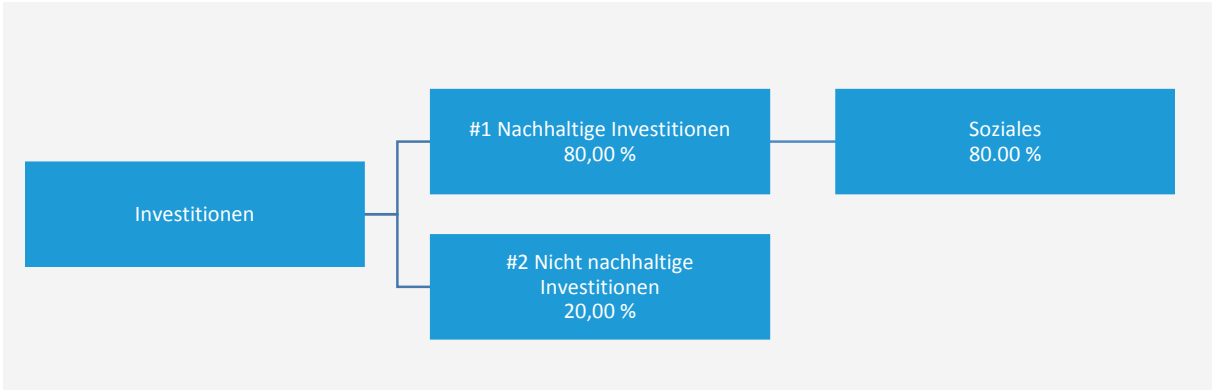 Investitionen
#1 Nachhaltige Investitionen
80,00 %
Soziales
80.00 %
#2 Nicht nachhaltige
Investitionen
20,00 %